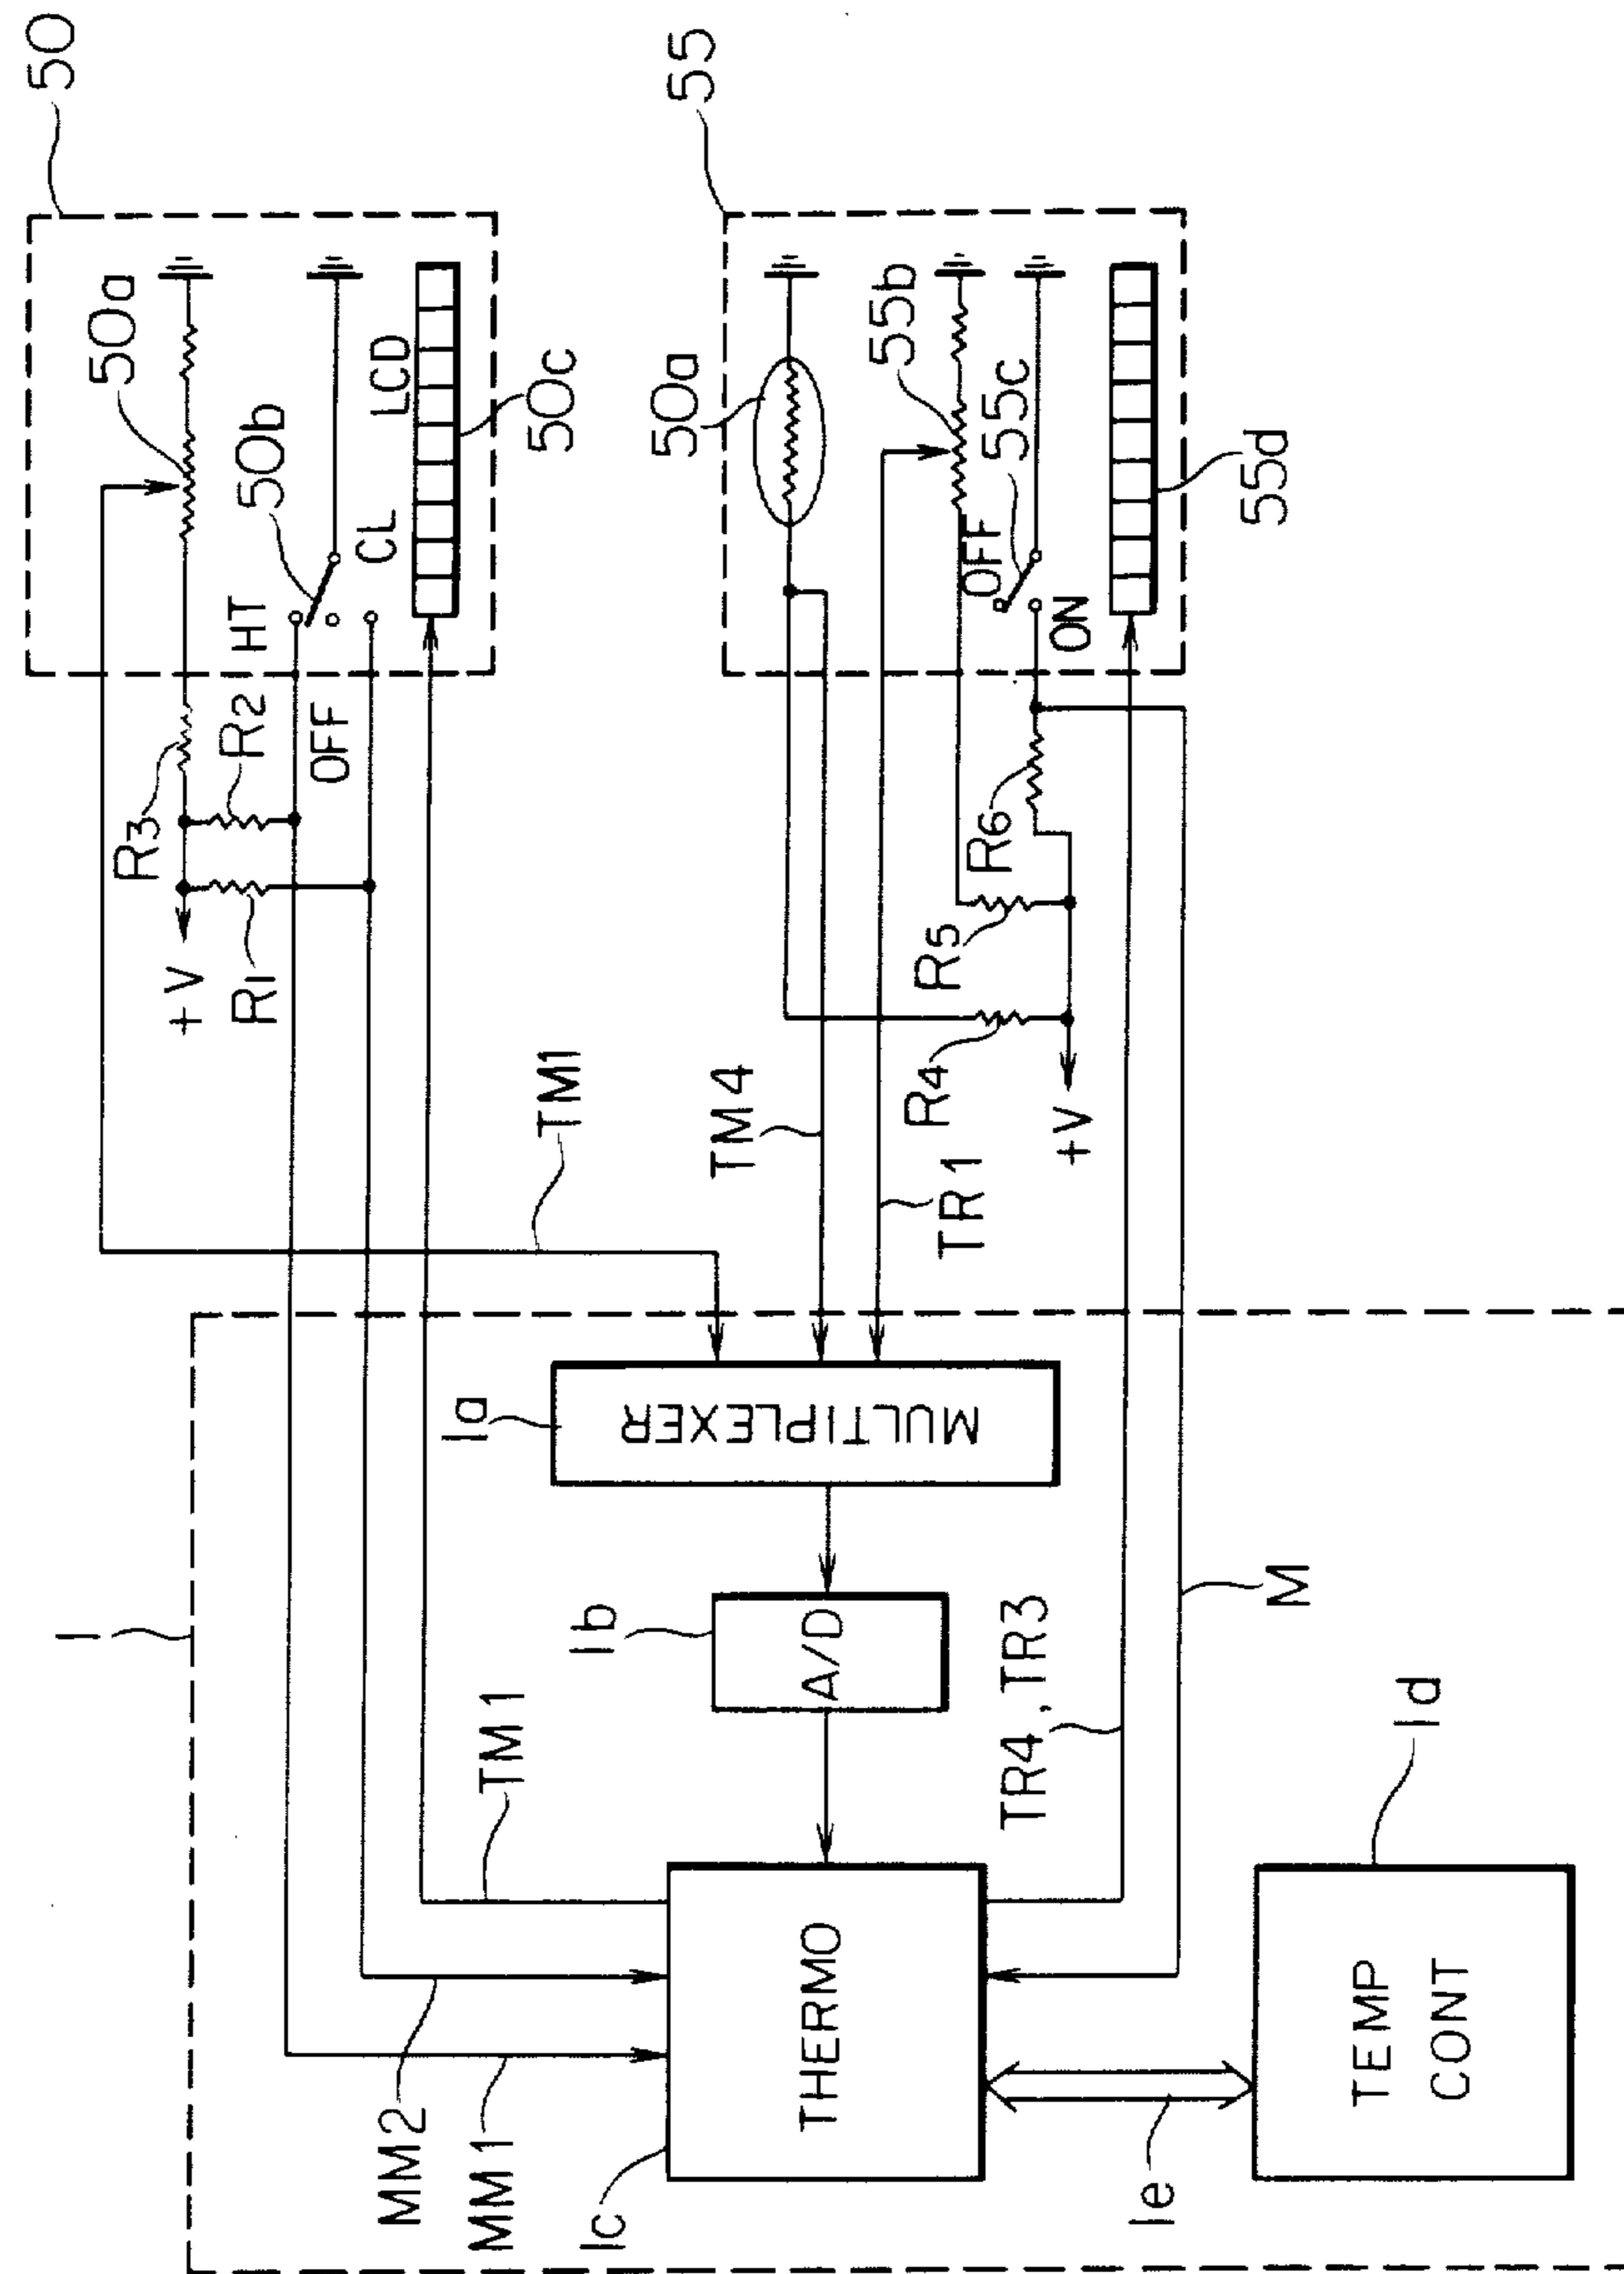 50
50a
50b
HT
OFF
CL
LCD
50c
R3
R2
R1
+V
TM1
55
50a
55b
OFF
55c
ON
55d
R6
R5
R4
+V
TM4
TR1
1
1a
MULTIPLEXER
1b
A/D
TM1
TR4, TR3
M
MM2
MM1
1c
THERMO
1e
1d
TEMP
CONT